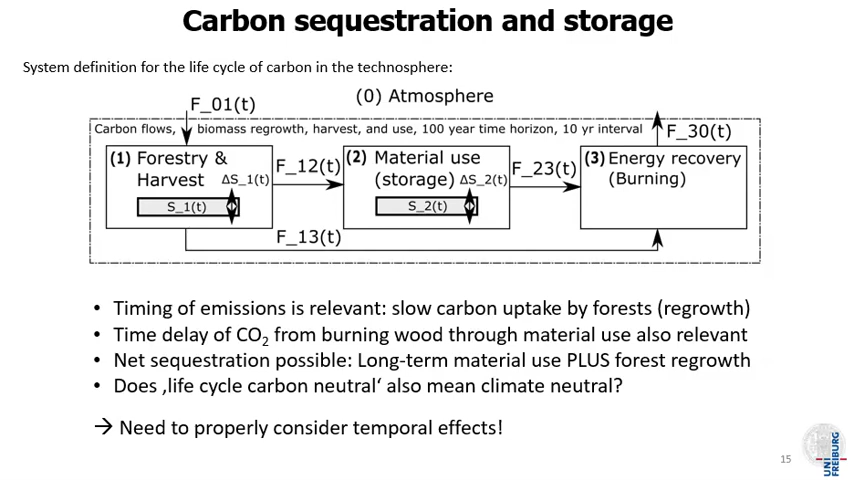 Carbon sequestration and storage
System definition for the life cycle of carbon in the technosphere:
F_01(t)
(0) Atmosphere
Carbon flows, biomass regrowth, harvest, and use, 100 year time horizon, 10 yr interval
F_30(t)
(1) Forestry &
Harvest ΔS_1(t)
S_1(t)
F_12(t)
(2) Material use
(storage) ΔS_2(t)
S_2(t)
F_23(t)
(3) Energy recovery
(Burning)
F_13(t)
• Timing of emissions is relevant: slow carbon uptake by forests (regrowth)
• Time delay of CO₂ from burning wood through material use also relevant
• Net sequestration possible: Long-term material use PLUS forest regrowth
• Does ‚life cycle carbon neutral‘ also mean climate neutral?
→ Need to properly consider temporal effects!
15
UNI
FREIBURG